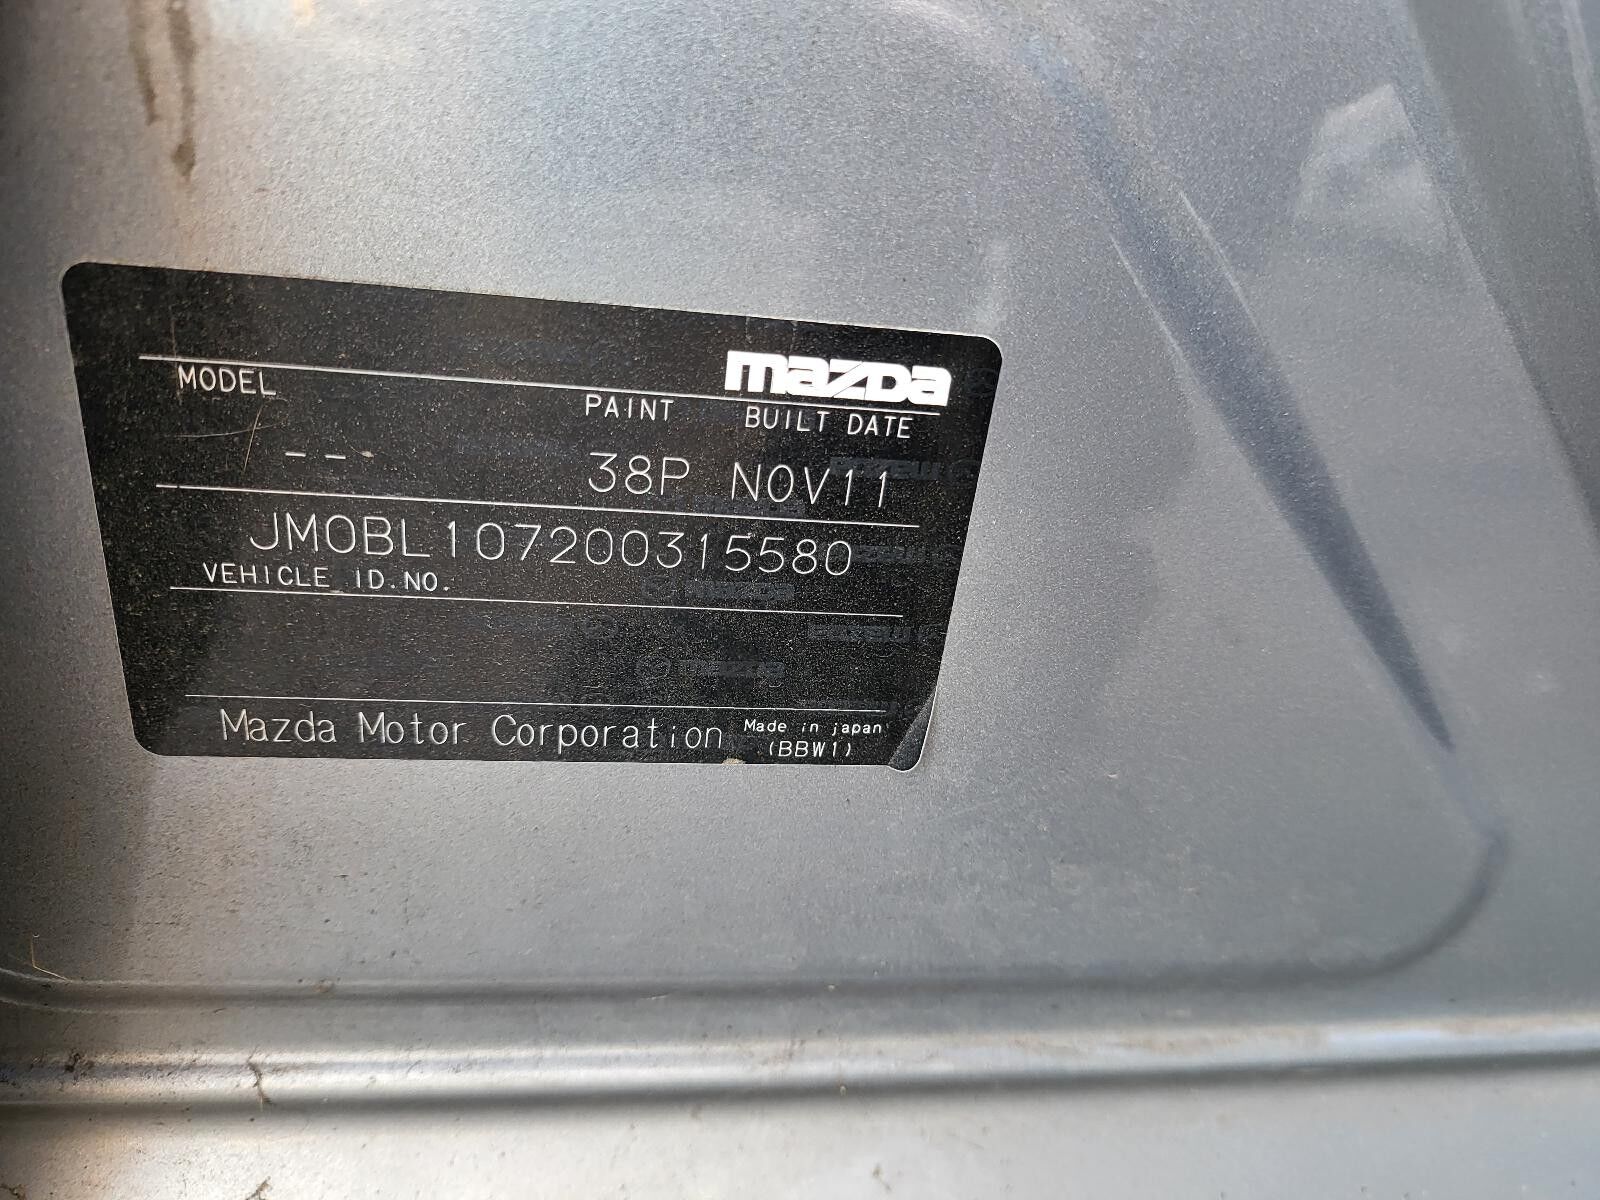 mazda
MODEL PAINT BUILT DATE
-- 38P NOV11
JM0BL107200315580
VEHICLE ID.NO.
Mazda Motor Corporation Made in japan
(BBW1)